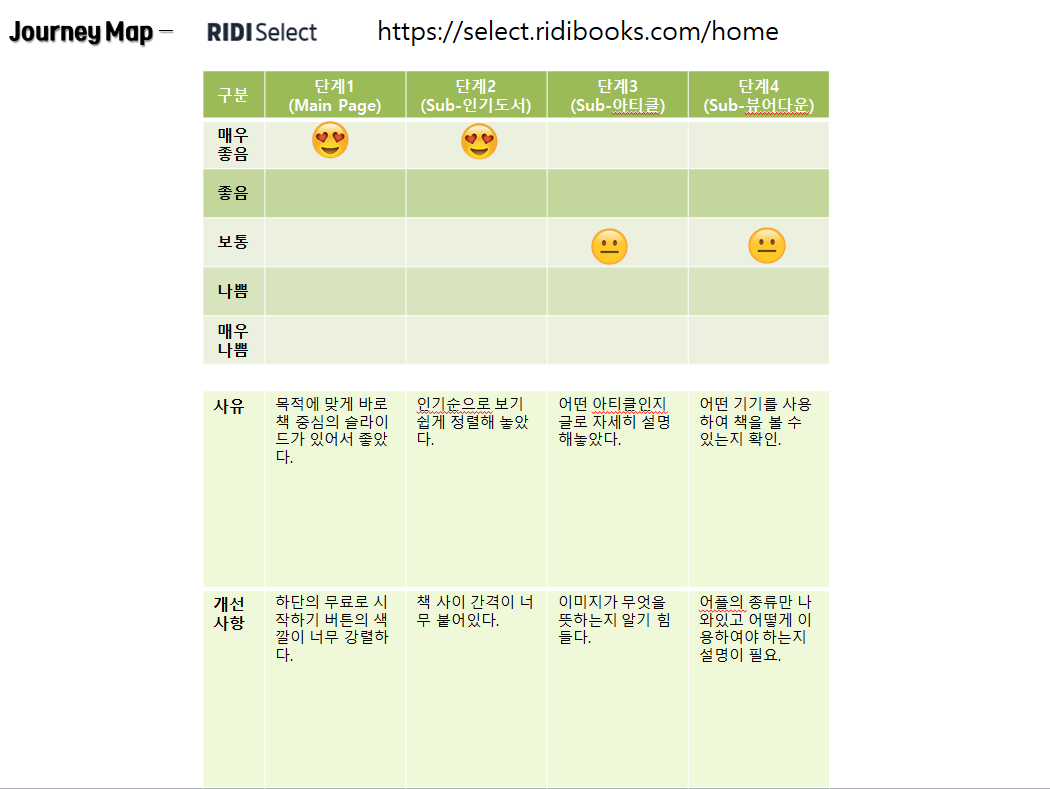 Journey Map – RIDI Select https://select.ridibooks.com/home
구분 단계1 단계2 단계3 단계4
(Main Page) (Sub-인기도서) (Sub-아티클) (Sub-뷰어다운)
매우
좋음
좋음
보통
나쁨
매우
나쁨
사유
목적에 맞게 바로
책 중심의 슬라이
드가 있어서 좋았
다.
인기순으로 보기
쉽게 정렬해 놓았
다.
어떤 아티클인지
글로 자세히 설명
해놓았다.
어떤 기기를 사용
하여 책을 볼 수
있는지 확인.
개선
사항
하단의 무료로 시
작하기 버튼의 색
깔이 너무 강렬하
다.
책 사이 간격이 너
무 붙어있다.
이미지가 무엇을
뜻하는지 알기 힘
들다.
어플의 종류만 나
와있고 어떻게 이
용하여야 하는지
설명이 필요.